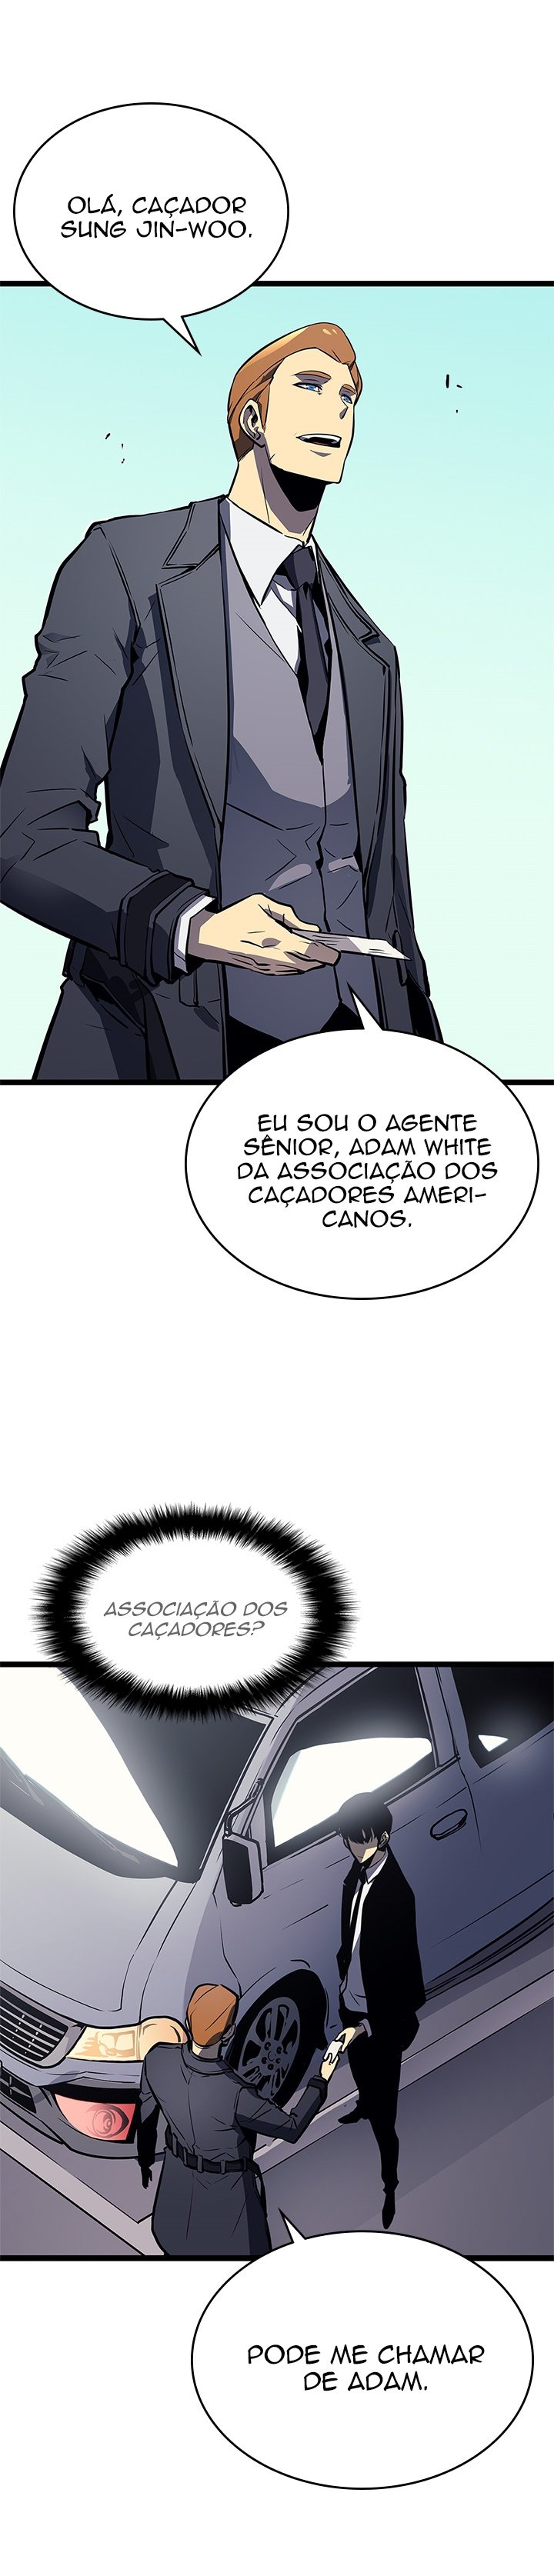 OLÁ, CAÇADOR
SUNG JIN-WOO.
EU SOU O AGENTE
SÊNIOR, ADAM WHITE
DA ASSOCIAÇÃO DOS
CAÇADORES AMERI-
CANOS.
ASSOCIAÇÃO DOS
CAÇADORES?
PODE ME CHAMAR
DE ADAM.